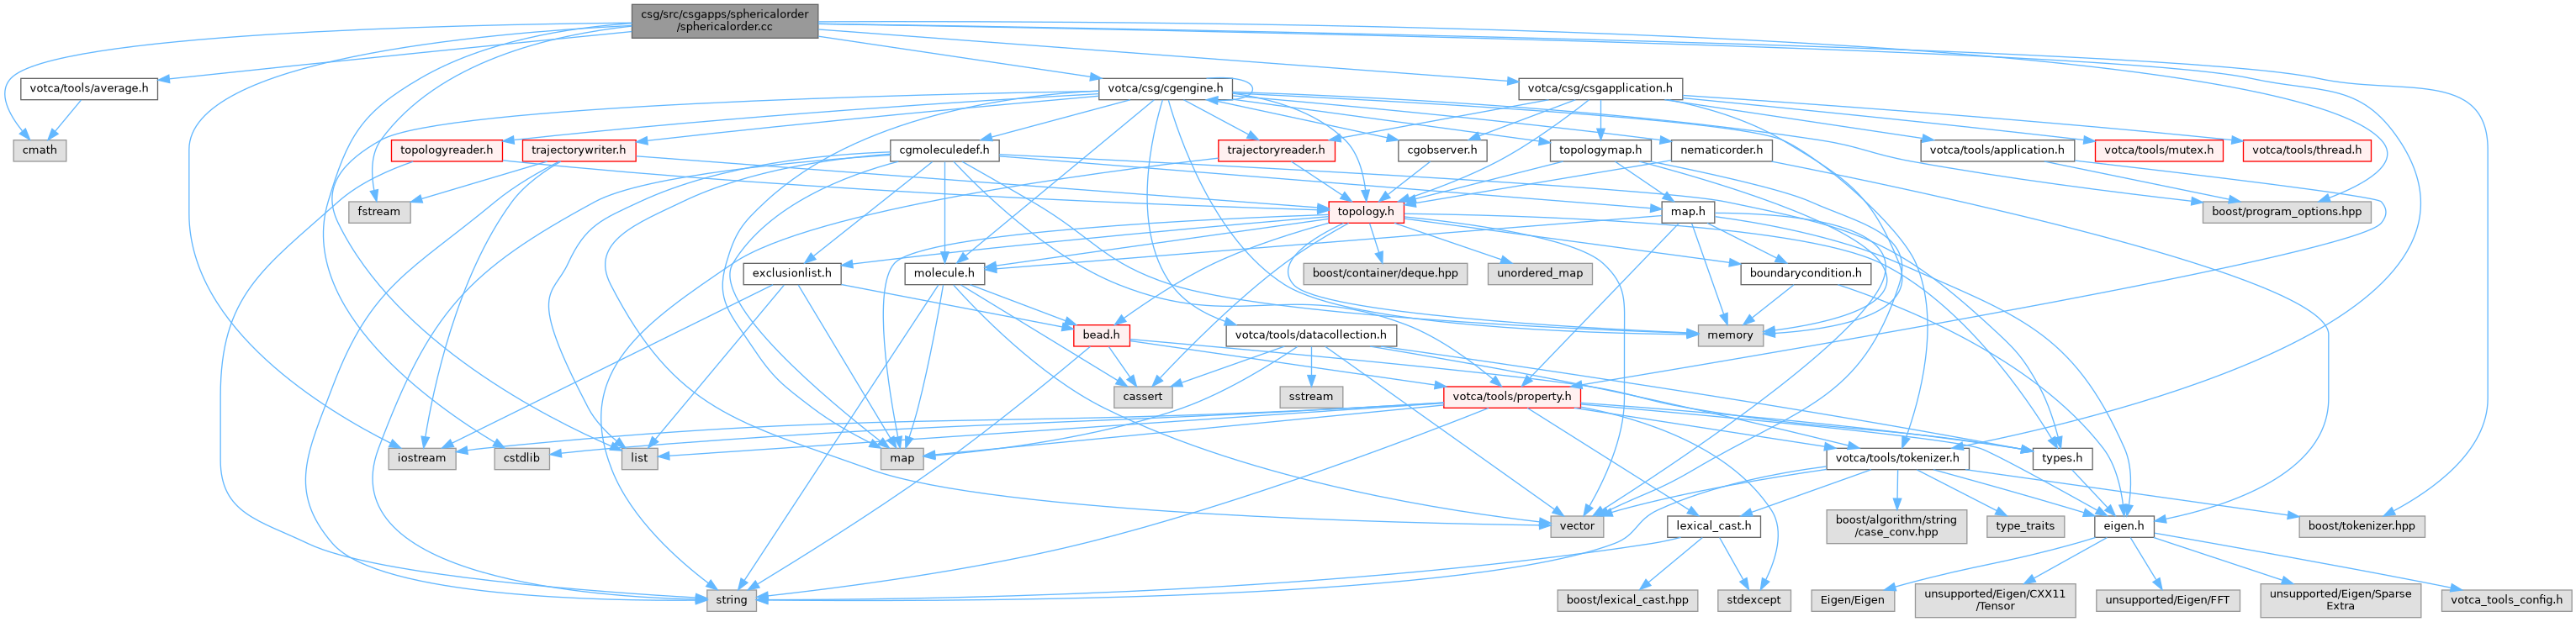 csg/src/csgapps/sphericalorder
/sphericalorder.cc
votca/tools/average.h
votca/csg/cgengine.h
votca/csg/csgapplication.h
cmath
topologyreader.h
trajectorywriter.h
cgmoleculedef.h
trajectoryreader.h
cgobserver.h
topologymap.h
nematicorder.h
votca/tools/application.h
votca/tools/mutex.h
votca/tools/thread.h
fstream
topology.h
map.h
boost/program_options.hpp
exclusionlist.h
molecule.h
boost/container/deque.hpp
unordered_map
boundarycondition.h
bead.h
votca/tools/datacollection.h
memory
cassert
sstream
votca/tools/property.h
iostream
cstdlib
list
map
votca/tools/tokenizer.h
types.h
vector
lexical_cast.h
boost/algorithm/string
/case_conv.hpp
type_traits
eigen.h
boost/tokenizer.hpp
string
boost/lexical_cast.hpp
stdexcept
Eigen/Eigen
unsupported/Eigen/CXX11
/Tensor
unsupported/Eigen/FFT
unsupported/Eigen/Sparse
Extra
votca_tools_config.h